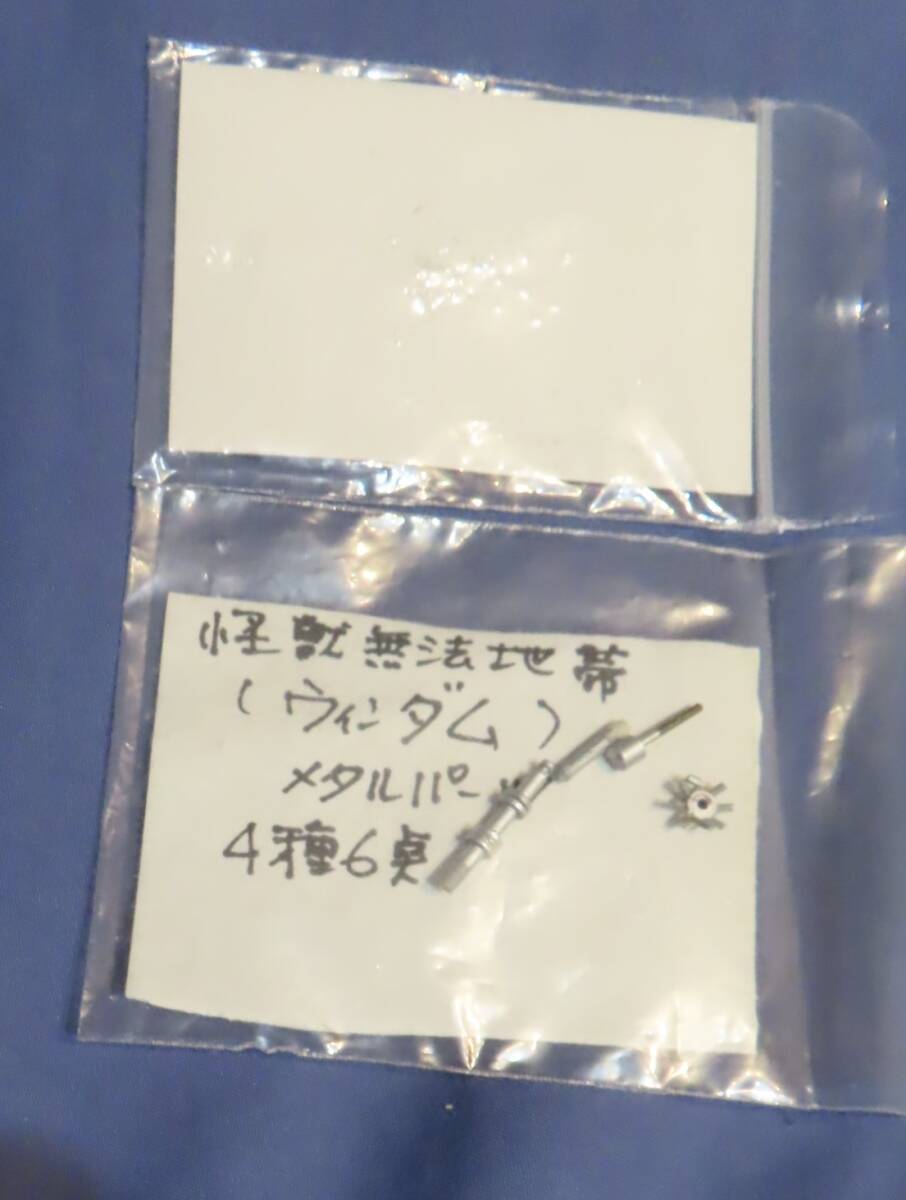 怪獣無法地帯
(ウィンダム)
メタルパーツ
4種6点